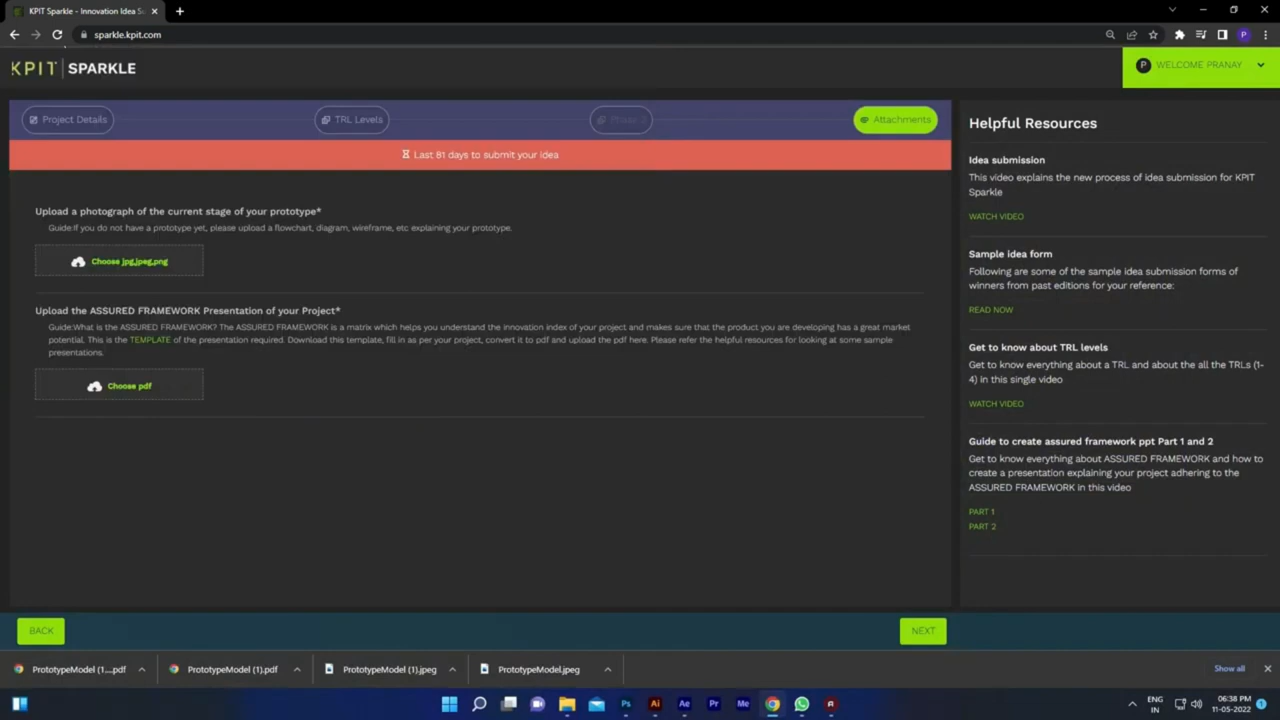 KPIT Sparkle - Innovation Idea Su
sparkle.kpit.com
P
KPIT | SPARKLE
P WELCOME PRANAY
Project Details
TRL Levels
Phase 2
Attachments
Last 81 days to submit your idea
Upload a photograph of the current stage of your prototype*
Guide:If you do not have a prototype yet, please upload a flowchart, diagram, wireframe, etc explaining your prototype.
Choose jpg,jpeg,png
Upload the ASSURED FRAMEWORK Presentation of your Project*
Guide:What is the ASSURED FRAMEWORK? The ASSURED FRAMEWORK is a matrix which helps you understand the innovation index of your project and makes sure that the product you are developing has a great market
potential. This is the TEMPLATE of the presentation required. Download this template, fill in as per your project, convert it to pdf and upload the pdf here. Please refer the helpful resources for looking at some sample
presentations.
Choose pdf
Helpful Resources
Idea submission
This video explains the new process of idea submission for KPIT
Sparkle
WATCH VIDEO
Sample idea form
Following are some of the sample idea submission forms of
winners from past editions for your reference:
READ NOW
Get to know about TRL levels
Get to know everything about a TRL and about the all the TRLs (1-
4) in this single video
WATCH VIDEO
Guide to create assured framework ppt Part 1 and 2
Get to know everything about ASSURED FRAMEWORK and how to
create a presentation explaining your project adhering to the
ASSURED FRAMEWORK in this video
PART 1
PART 2
BACK
NEXT
PrototypeModel (1....pdf
PrototypeModel (1).pdf
PrototypeModel (1).jpeg
PrototypeModel.jpeg
Show all
Ps
Ai
Ae
Pr
Me
ENG
IN
06:38 PM
11-05-2022
1